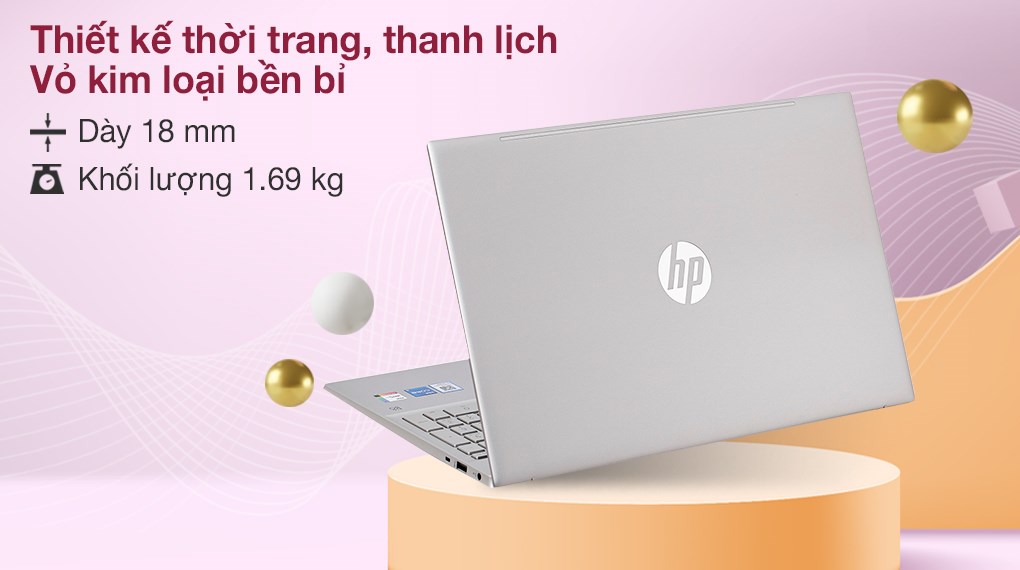 Thiết kế thời trang, thanh lịch
Vỏ kim loại bền bỉ
Dày 18 mm
Khối lượng 1.69 kg
hp